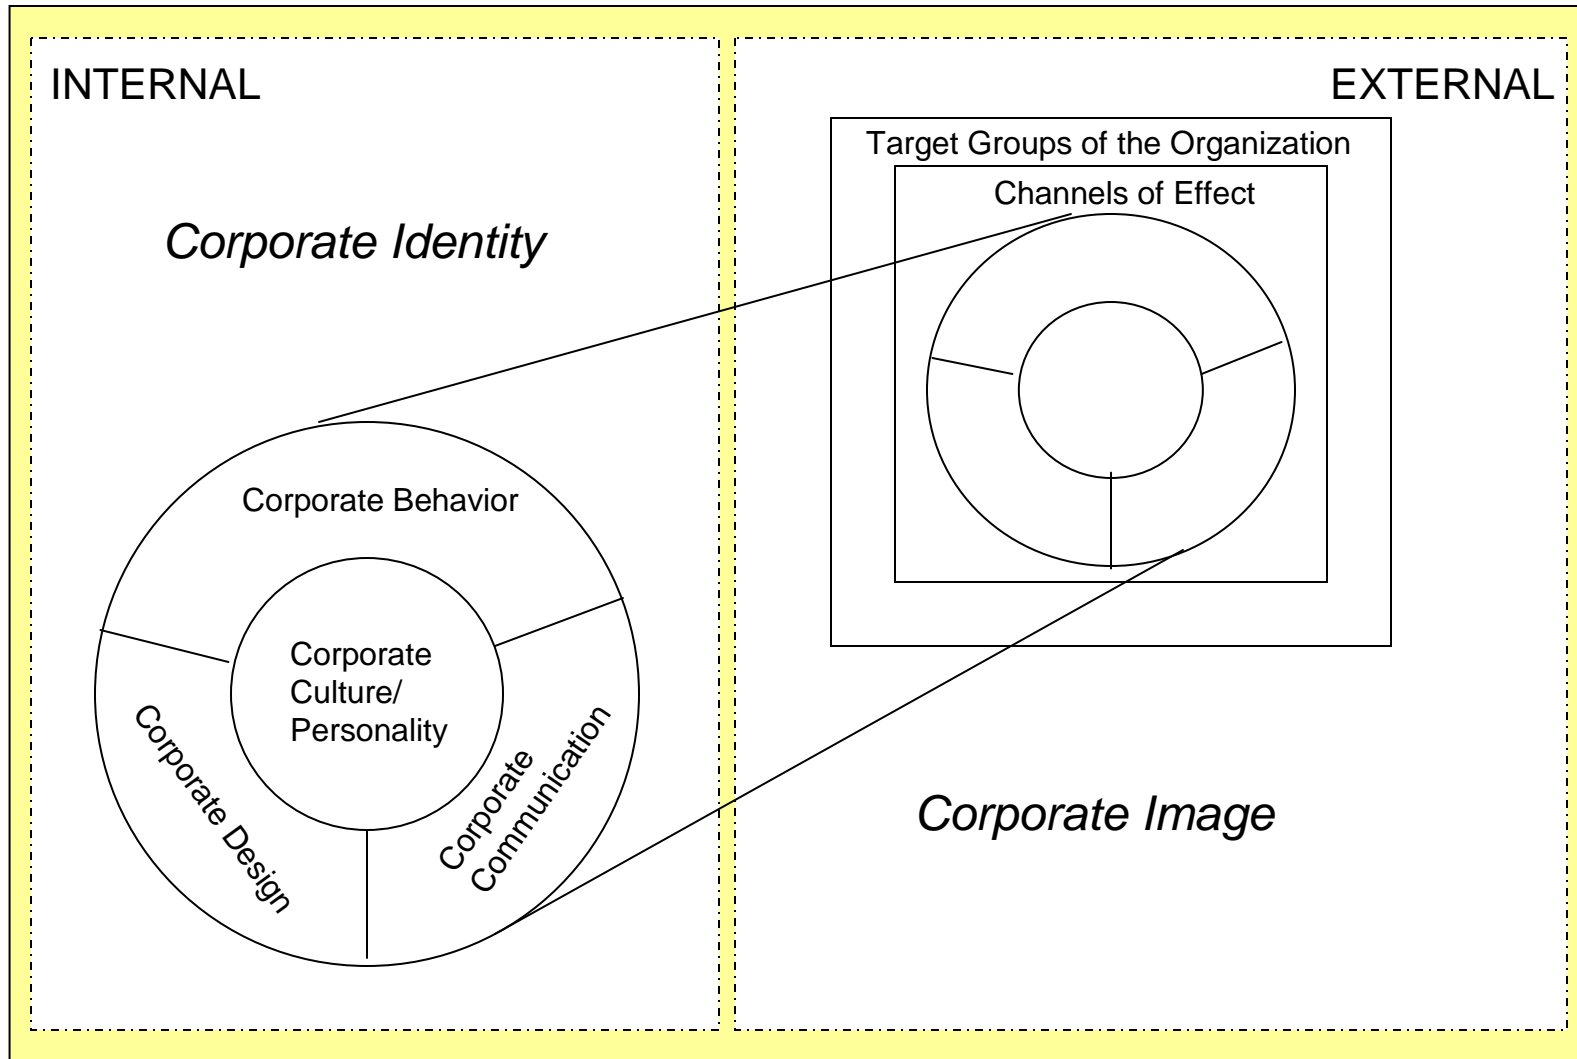 INTERNAL
Corporate Identity
Corporate Behavior
Corporate
Culture/
Personality
Corporate Design
Corporate
Communication
EXTERNAL
Target Groups of the Organization
Channels of Effect
Corporate Image